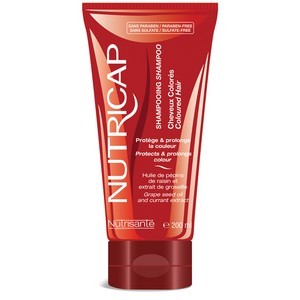 SANS PARABEN / PARABEN-FREE
SANS SULFATE / SULFATE-FREE
NUTRICAP
SHAMPOOING SHAMPOO
Cheveux Colorés
Coloured Hair
Protège & prolonge
la couleur
Protects & prolongs
colour
Huile de pépins
de raisin et
extrait de groseille
Grape seed oil
and currant extract
Nutrisanté
200 ml